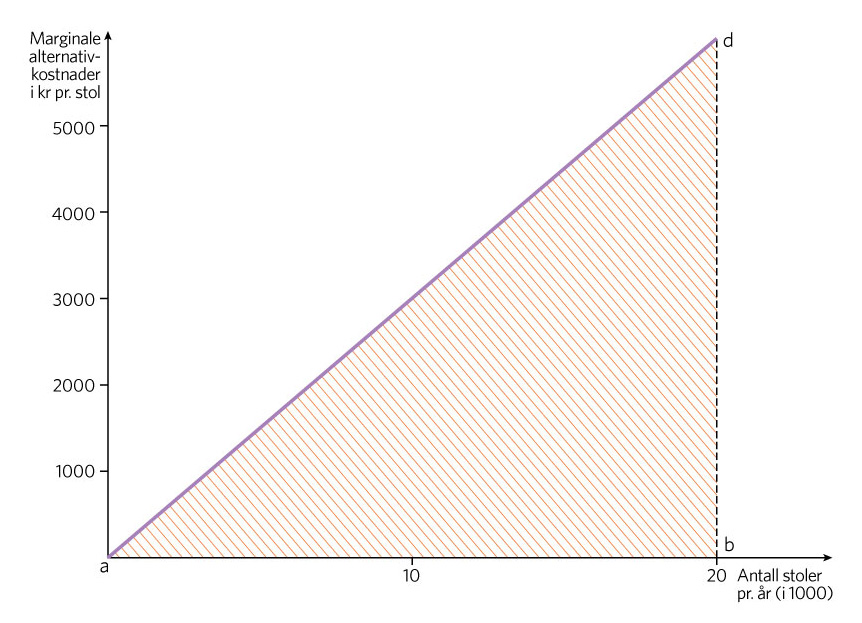 Marginale
alternativ-
kostnader
i kr pr. stol
d
5000
4000
3000
2000
1000
b
a
10
20
Antall stoler
pr. år (i 1000)